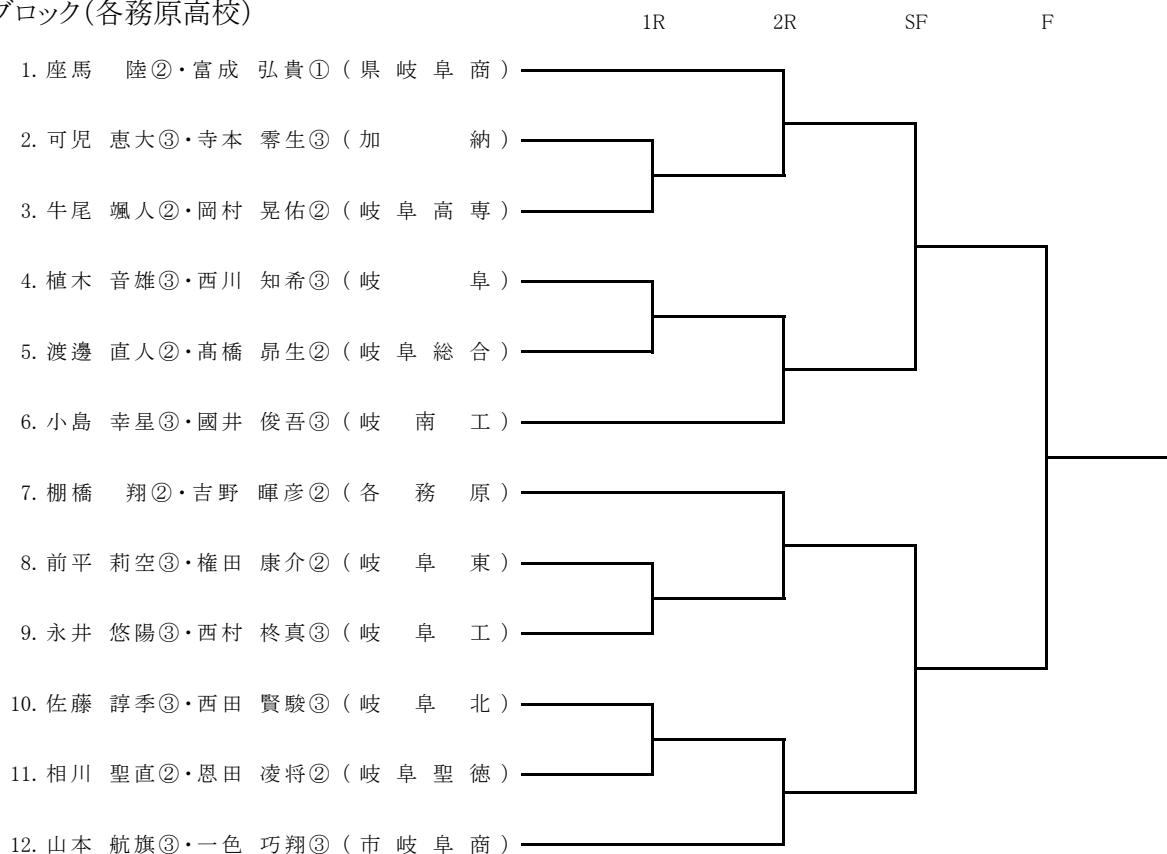 ブロック(各務原高校)
1R 2R SF F
1. 座馬 陸②・富成 弘貴①(県岐阜商)
2. 可児 恵大③・寺本 零生③(加納)
3. 牛尾 颯人②・岡村 晃佑②(岐阜高専)
4. 植木 音雄③・西川 知希③(岐阜)
5. 渡邊 直人②・髙橋 昴生②(岐阜総合)
6. 小島 幸星③・國井 俊吾③(岐南工)
7. 棚橋 翔②・吉野 暉彦②(各務原)
8. 前平 莉空③・権田 康介②(岐阜東)
9. 永井 悠陽③・西村 柊真③(岐阜工)
10. 佐藤 諄季③・西田 賢駿③(岐阜北)
11. 相川 聖直②・恩田 凌将②(岐阜聖徳)
12. 山本 航旗③・一色 巧翔③(市岐阜商)